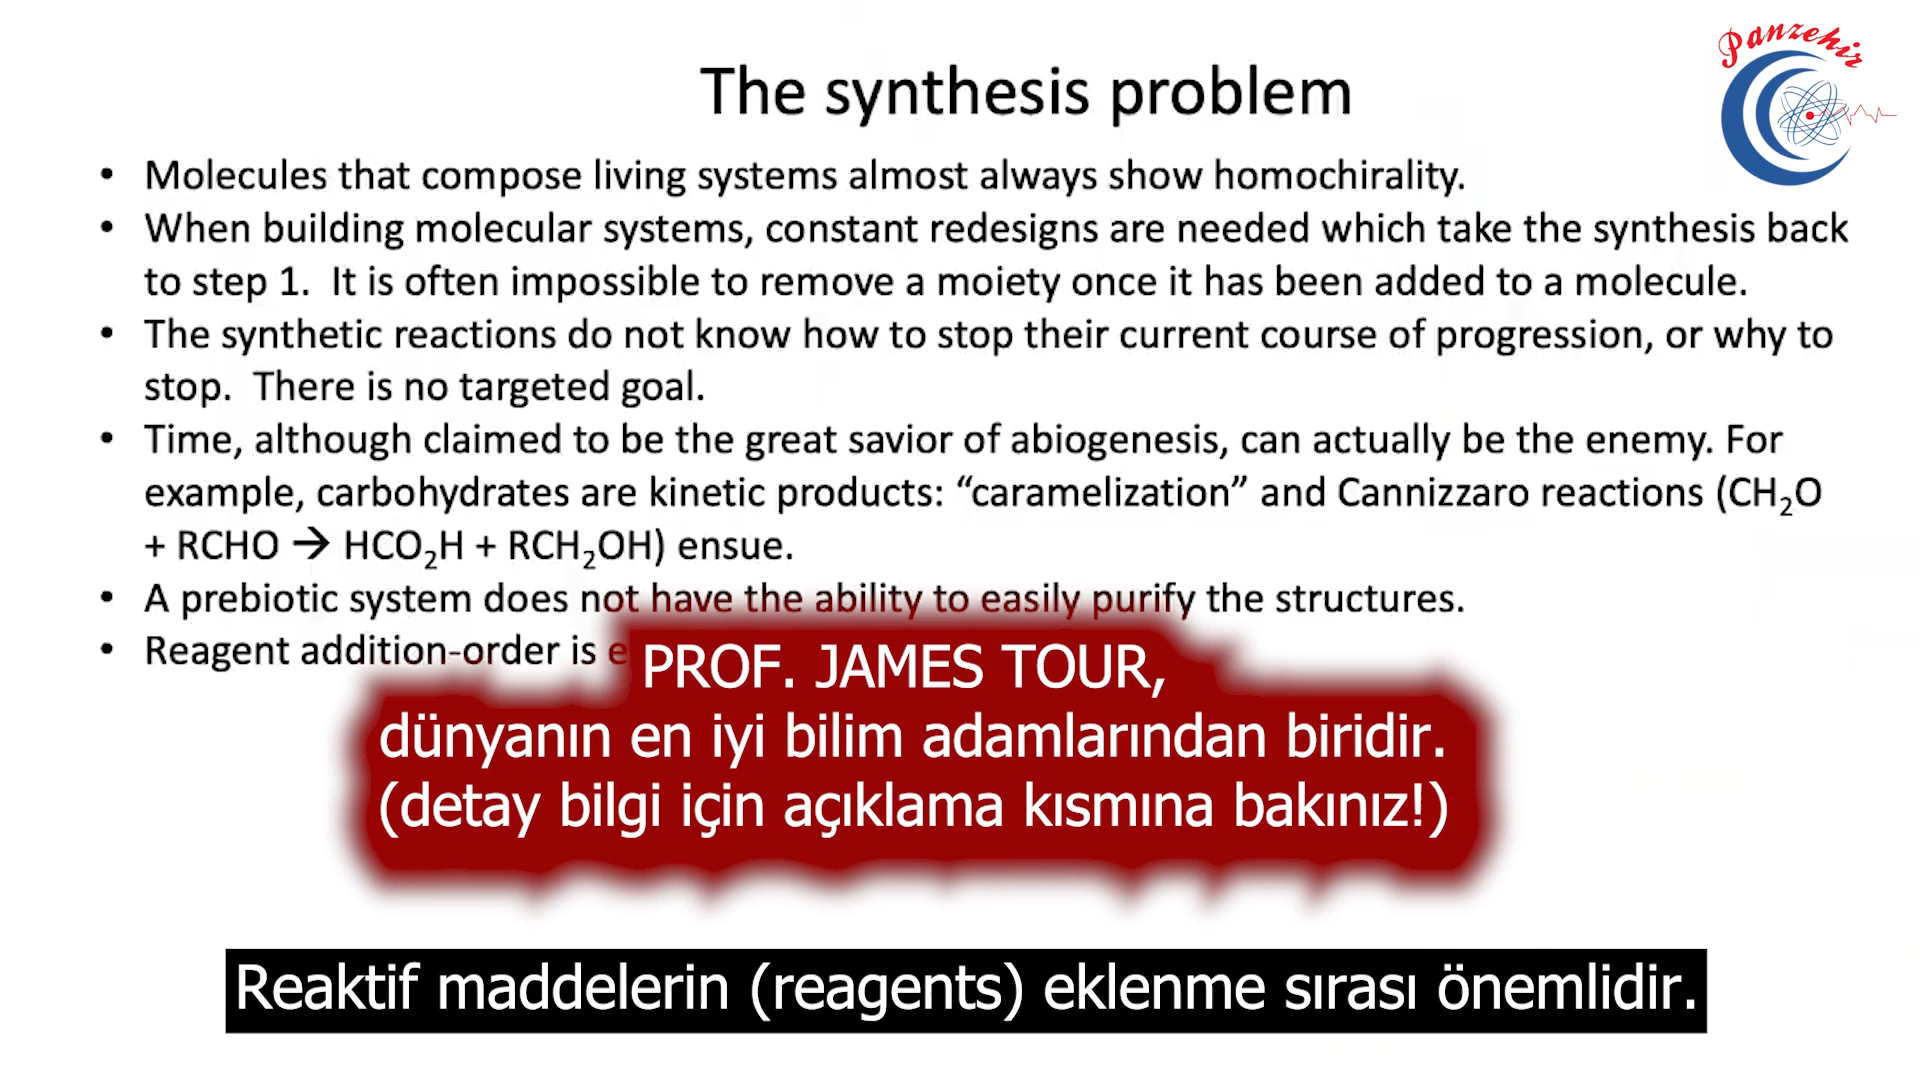 Panzehir
The synthesis problem
• Molecules that compose living systems almost always show homochirality.
• When building molecular systems, constant redesigns are needed which take the synthesis back
to step 1. It is often impossible to remove a moiety once it has been added to a molecule.
• The synthetic reactions do not know how to stop their current course of progression, or why to
stop. There is no targeted goal.
• Time, although claimed to be the great savior of abiogenesis, can actually be the enemy. For
example, carbohydrates are kinetic products: “caramelization” and Cannizzaro reactions (CH₂O
+ RCHO → HCO₂H + RCH₂OH) ensue.
• A prebiotic system does not have the ability to easily purify the structures.
• Reagent addition-order is
PROF. JAMES TOUR,
dünyanın en iyi bilim adamlarından biridir.
(detay bilgi için açıklama kısmına bakınız!)
Reaktif maddelerin (reagents) eklenme sırası önemlidir.